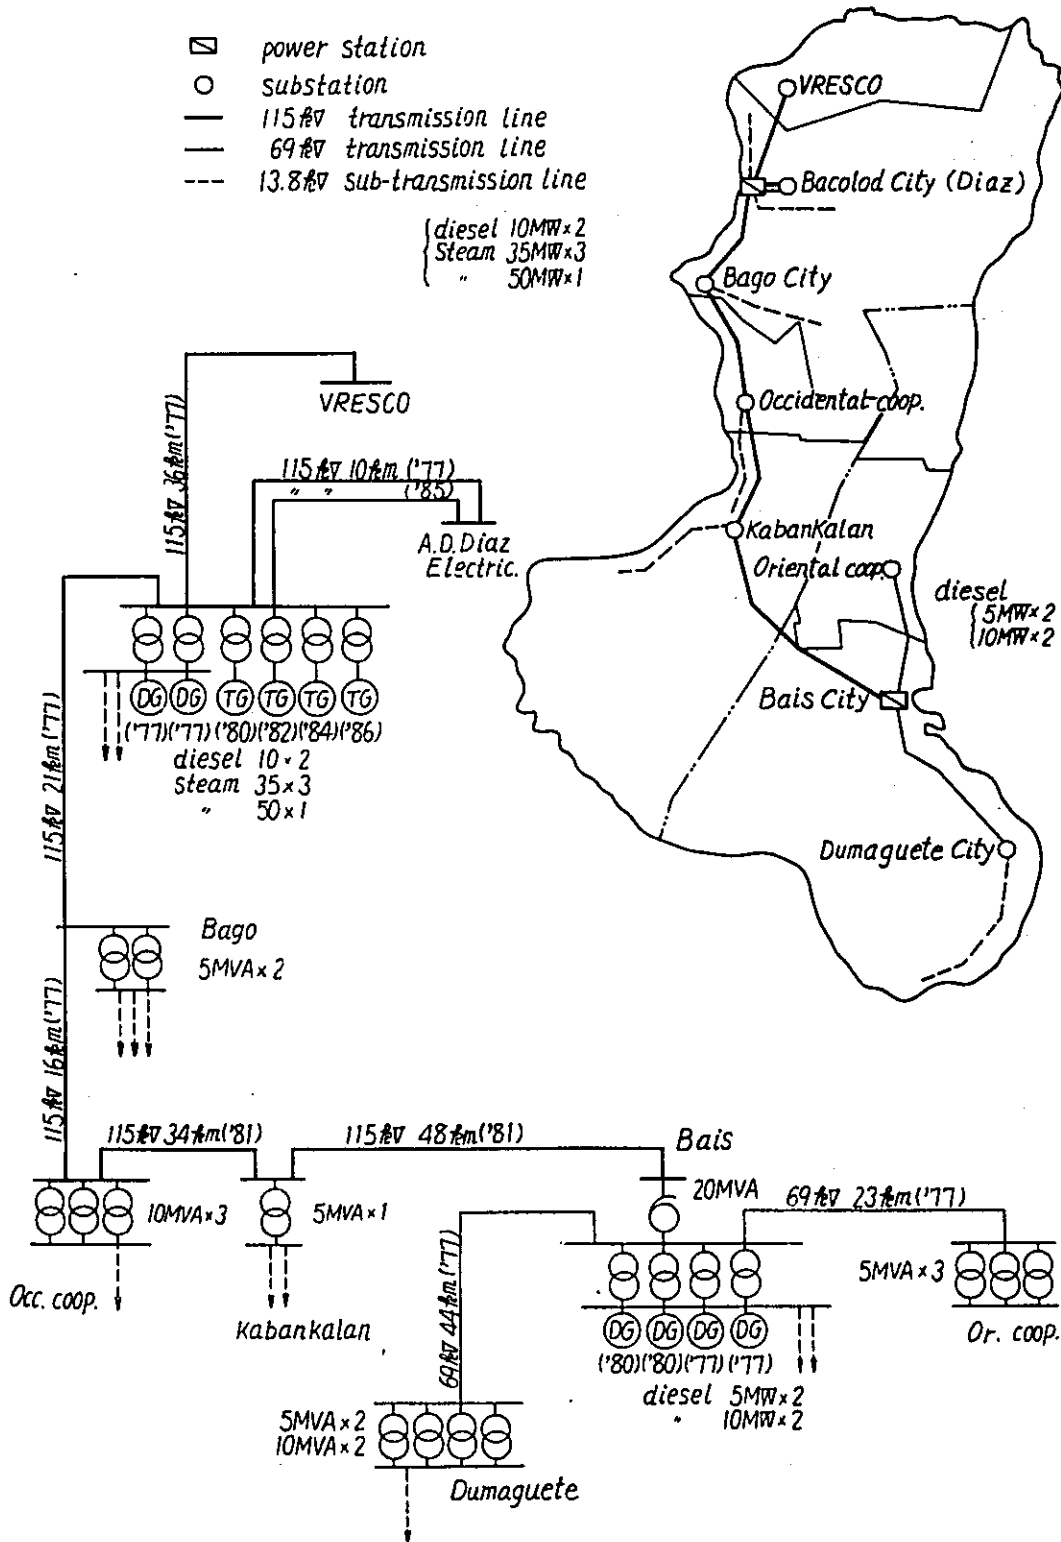 power station
substation
115kV transmission line
69kV transmission line
13.8kV sub-transmission line
diesel 10MW×2
Steam 35MW×3
" 50MW×1
VRESCO
Bacolod City (Diaz)
Bago City
Occidental-coop.
Kabankalan
Oriental coop.
diesel
5MW×2
10MW×2
Bais City
Dumaguete City
VRESCO
115kV 36km('77)
115kV 10km ('77)
" " ('85)
A.D.Diaz
Electric.
DG DG TG TG TG TG
('77)('77)('80)('82)('84)('86)
diesel 10×2
Steam 35×3
" 50×1
115kV 21km('77)
Bago
5MVA×2
115kV 16km('77)
115kV 34km('81)
115kV 48km('81)
Bais
20MVA
69kV 23km('77)
10MVA×3
5MVA×1
5MVA×3
Occ. coop.
Kabankalan
69kV 44km('77)
Or. coop.
DG DG DG DG
('80)('80)('77)('77)
diesel 5MW×2
" 10MW×2
5MVA×2
10MVA×2
Dumaguete